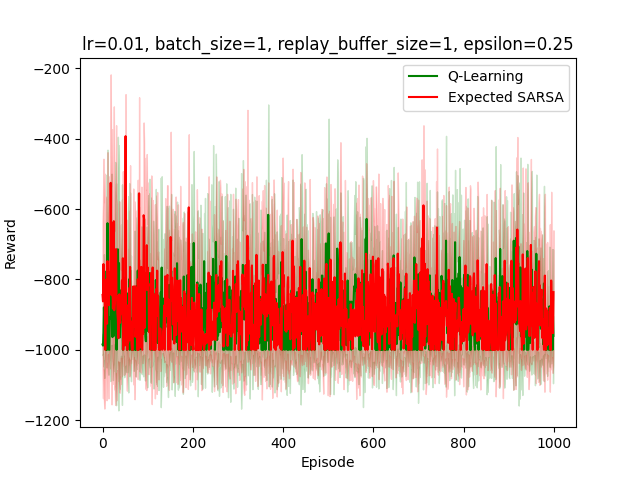 lr=0.01, batch_size=1, replay_buffer_size=1, epsilon=0.25
Q-Learning
Expected SARSA
−200
−400
−600
−800
−1000
−1200
Reward
0 200 400 600 800 1000
Episode